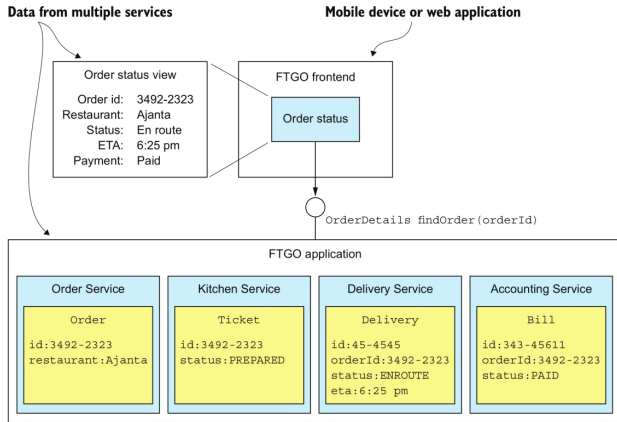 Data from multiple services
Mobile device or web application
Order status view
Order id: 3492-2323
Restaurant: Ajanta
Status: En route
ETA: 6:25 pm
Payment: Paid
FTGO frontend
Order status
OrderDetails findOrder(orderId)
FTGO application
Order Service
Order
id:3492-2323
restaurant:Ajanta
Kitchen Service
Ticket
id:3492-2323
status:PREPARED
Delivery Service
Delivery
id:45-4545
orderId:3492-2323
status:ENROUTE
eta:6:25 pm
Accounting Service
Bill
id:343-45611
orderId:3492-2323
status:PAID